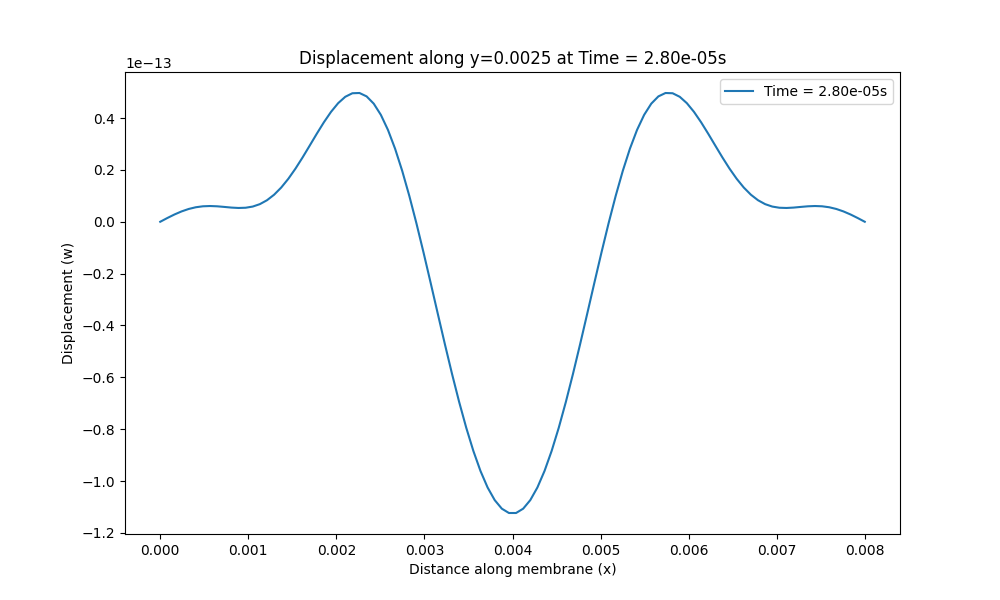 Displacement along y=0.0025 at Time = 2.80e-05s
1e−13
Time = 2.80e-05s
0.4
0.2
0.0
−0.2
−0.4
−0.6
−0.8
−1.0
−1.2
Displacement (w)
0.000 0.001 0.002 0.003 0.004 0.005 0.006 0.007 0.008
Distance along membrane (x)